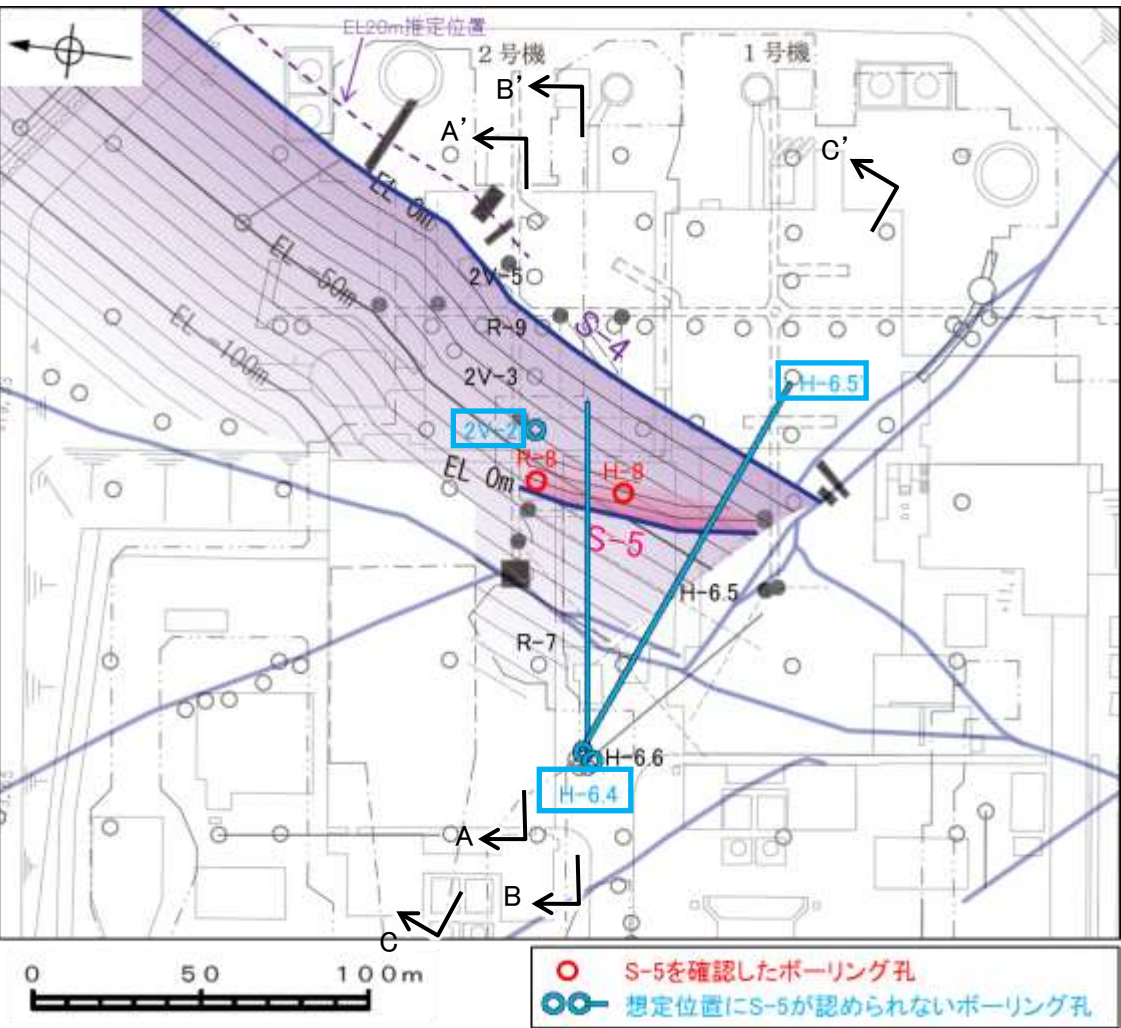 EL20m推定位置
2号機
1号機
B'
A'
C'
EL 0m
2V-5
EL -50m
R-9
S-4
EL -100m
2V-3
H-6.5'
2V-2
R-8
H-8
EL 0m
S-5
H-6.5
R-7
H-6.6
H-6.4
A
B
C
0 50 100m
S-5を確認したボーリング孔
想定位置にS-5が認められないボーリング孔